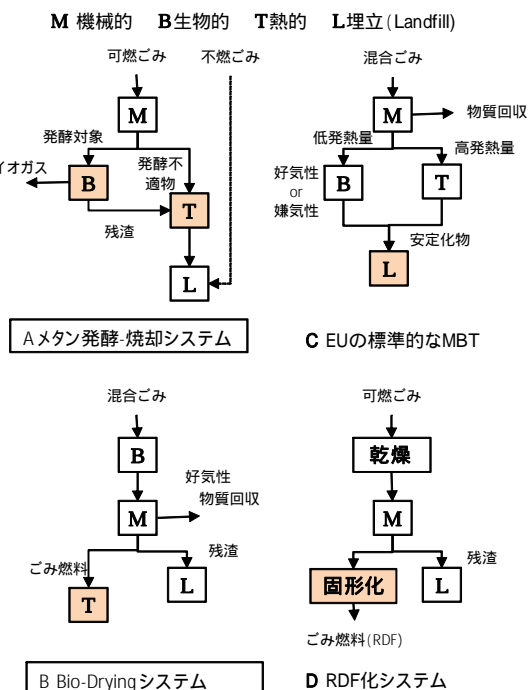 M 機械的 B生物的 T熱的 L埋立(Landfill)
可燃ごみ 不燃ごみ
M
発酵対象
イオガス
発酵不
適物
B
T
残渣
L
Aメタン発酵-焼却システム
混合ごみ
M
物質回収
低発熱量
高発熱量
好気性
or
嫌気性
B
T
安定化物
L
C EUの標準的なMBT
混合ごみ
B
好気性
物質回収
M
ごみ燃料
残渣
T
L
B Bio-Dryingシステム
可燃ごみ
乾燥
M
残渣
固形化
L
ごみ燃料(RDF)
D RDF化システム